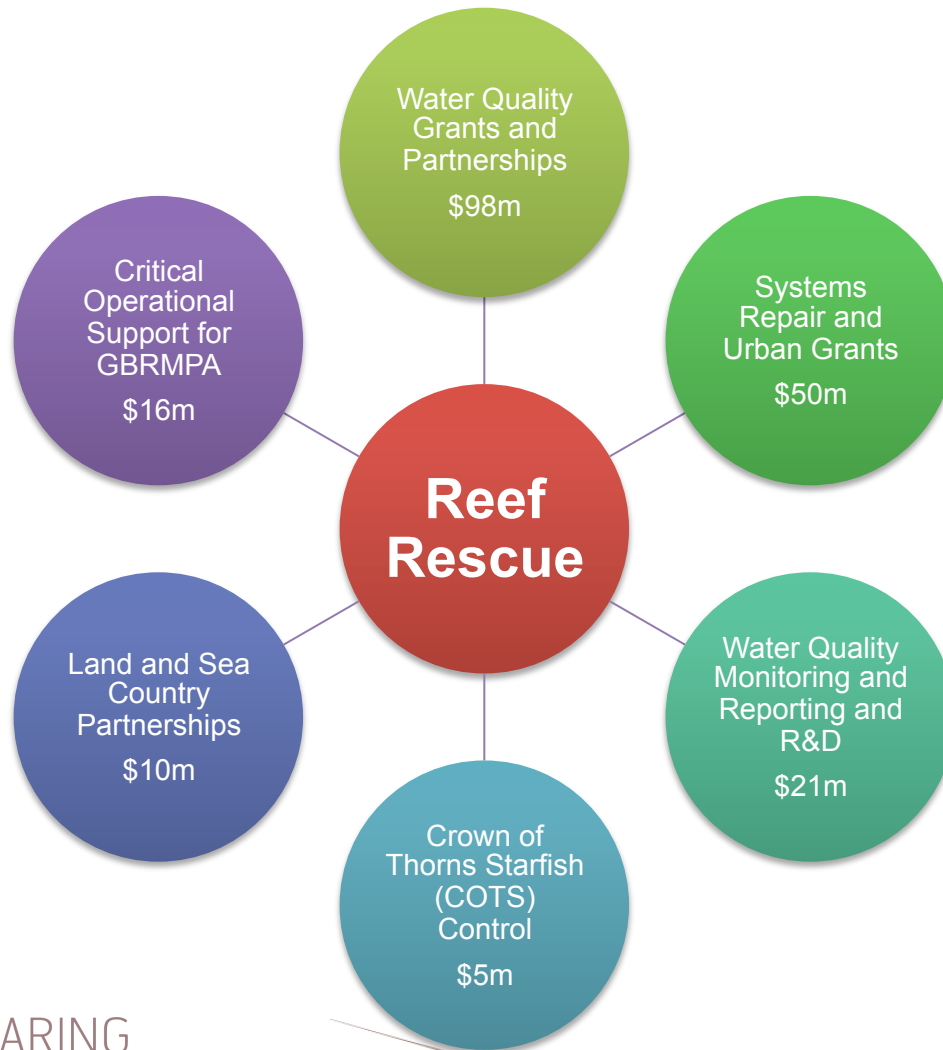 Water Quality
Grants and
Partnerships
$98m
Systems
Repair and
Urban Grants
$50m
Water Quality
Monitoring and
Reporting and
R&D
$21m
Crown of
Thorns Starfish
(COTS)
Control
$5m
Land and Sea
Country
Partnerships
$10m
Critical
Operational
Support for
GBRMPA
$16m
Reef
Rescue
ARING